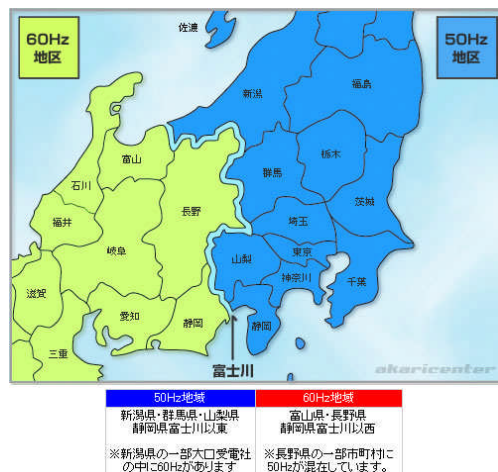 60Hz
地区
50Hz
地区
佐渡
新潟
福島
富山
群馬
栃木
石川
長野
茨城
福井
岐阜
埼玉
山梨
東京
神奈川
千葉
滋賀
愛知
静岡
静岡
三重
富士川
akaricenter
50Hz地域
新潟県・群馬県・山梨県
静岡県富士川以東
※新潟県の一部大口受電社
の中に60Hzがあります
60Hz地域
富山県・長野県
静岡県富士川以西
※長野県の一部市町村に
50Hzが混在しています。